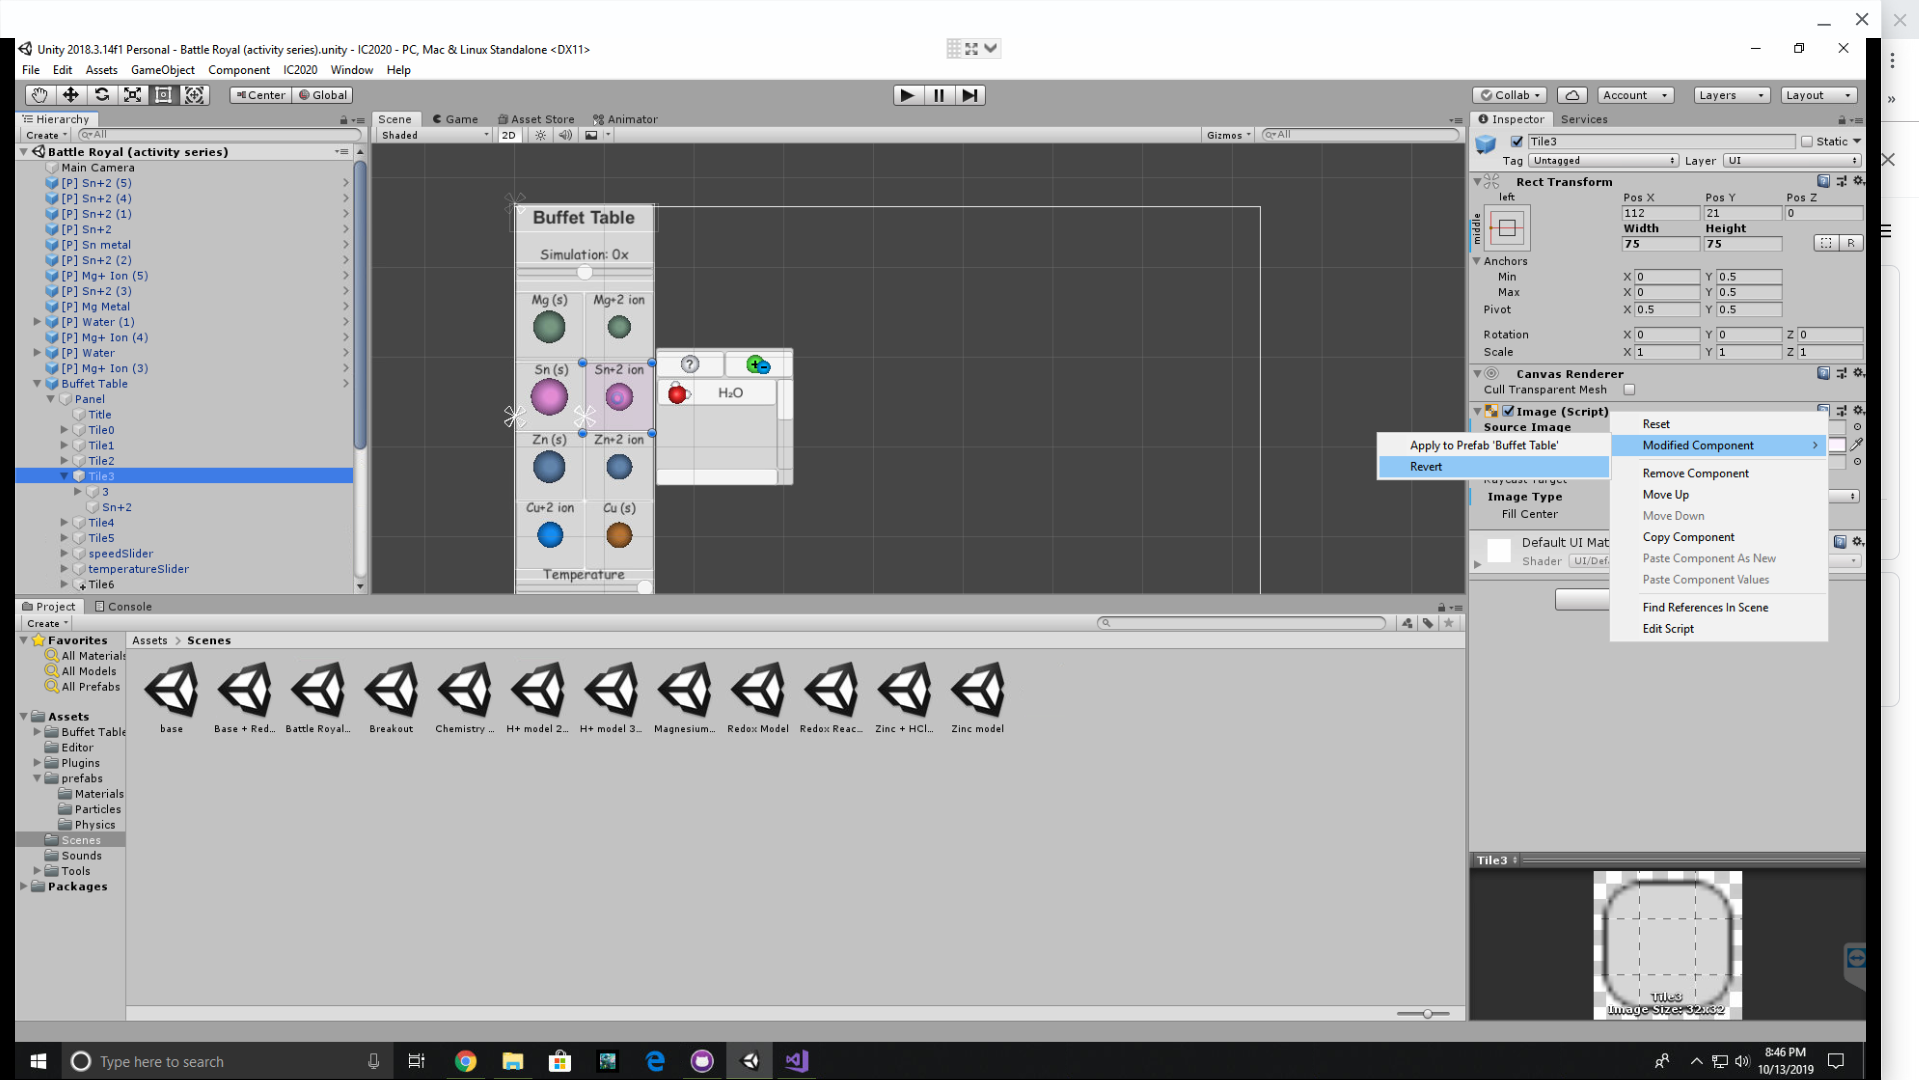 Unity 2018.3.14f1 Personal - Battle Royal (activity series).unity - IC2020 - PC, Mac & Linux Standalone <DX11>
File Edit Assets GameObject Component IC2020 Window Help
Center Global
Collab Account Layers Layout
Hierarchy
Create All
Battle Royal (activity series)
Main Camera
[P] Sn+2 (5)
[P] Sn+2 (4)
[P] Sn+2 (1)
[P] Sn+2
[P] Sn metal
[P] Sn+2 (2)
[P] Mg+ Ion (5)
[P] Sn+2 (3)
[P] Mg Metal
[P] Water (1)
[P] Mg+ Ion (4)
[P] Water
[P] Mg+ Ion (3)
Buffet Table
Panel
Title
Tile0
Tile1
Tile2
Tile3
3
Sn+2
Tile4
Tile5
speedSlider
temperatureSlider
Tile6
Scene Game Asset Store Animator
Shaded 2D Gizmos All
Buffet Table
Simulation: 0x
Mg (s) Mg+2 ion
Sn (s) Sn+2 ion
? H₂O
Zn (s) Zn+2 ion
Cu+2 ion Cu (s)
Temperature
Inspector Services
Tile3 Static
Tag Untagged Layer UI
Rect Transform
left Pos X Pos Y Pos Z
middle 112 21 0
Width Height
75 75 R
Anchors
Min X 0 Y 0.5
Max X 0 Y 0.5
Pivot X 0.5 Y 0.5
Rotation X 0 Y 0 Z 0
Scale X 1 Y 1 Z 1
Canvas Renderer
Cull Transparent Mesh
Image (Script)
Source Image
Raycast Target
Image Type
Fill Center
Default UI Mat
Shader UI/Def
Apply to Prefab 'Buffet Table'
Revert
Reset
Modified Component
Remove Component
Move Up
Move Down
Copy Component
Paste Component As New
Paste Component Values
Find References In Scene
Edit Script
Project Console
Create
Favorites
All Materials
All Models
All Prefabs
Assets
Buffet Table
Editor
Plugins
prefabs
Materials
Particles
Physics
Scenes
Sounds
Tools
Packages
Assets > Scenes
base Base + Red... Battle Royal... Breakout Chemistry ... H+ model 2... H+ model 3... Magnesium... Redox Model Redox Reac... Zinc + HCl... Zinc model
Tile3
Tile3
Image Size: 32x32
Type here to search
8:46 PM
10/13/2019